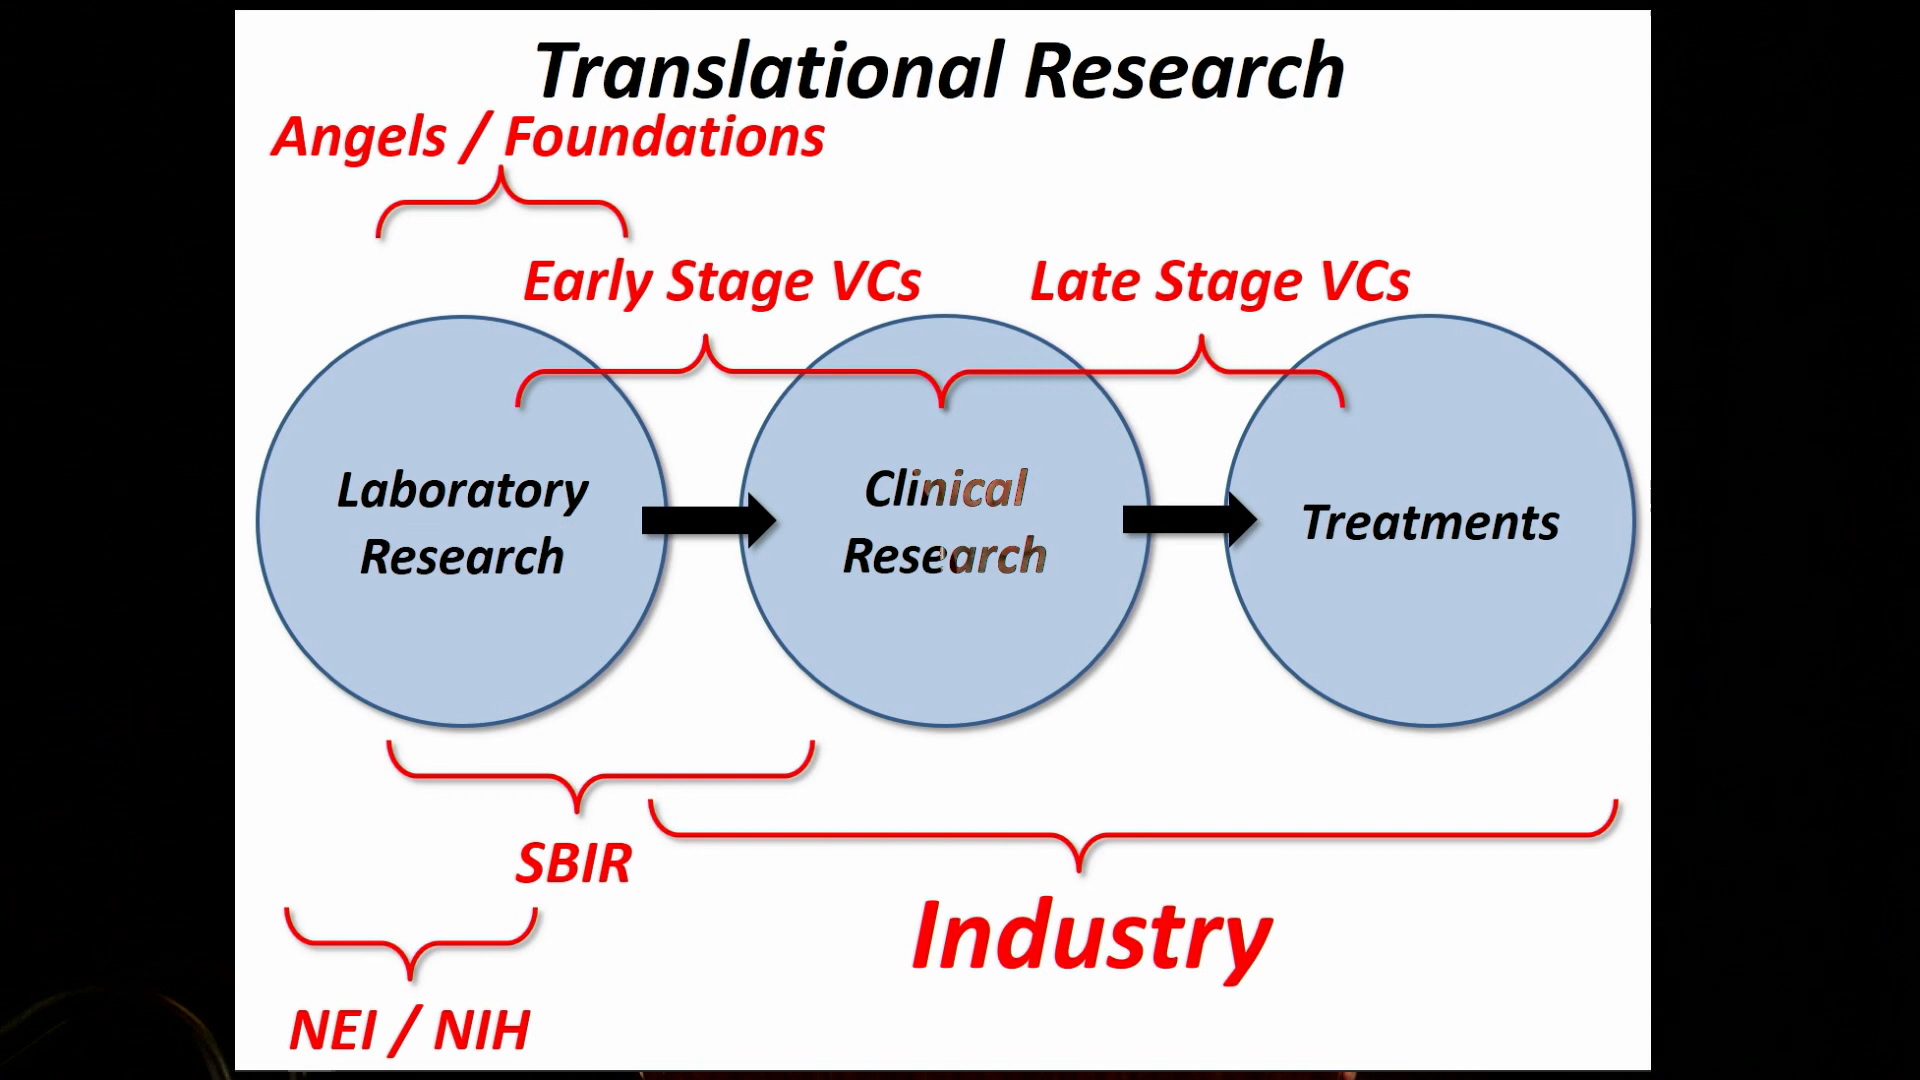 Translational Research
Angels / Foundations
Early Stage VCs
Late Stage VCs
Laboratory
Research
Clinical
Research
Treatments
SBIR
Industry
NEI / NIH